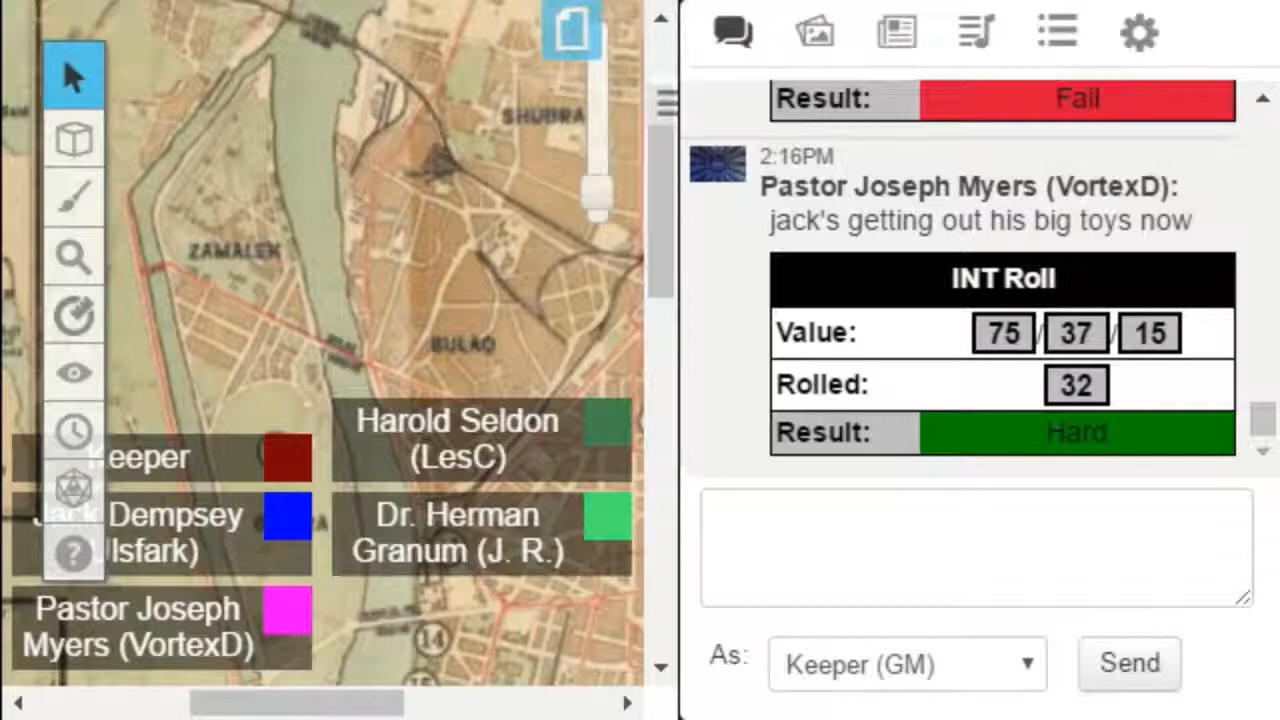 SHUBRA
ZAMALEK
BULAQ
Keeper
Jack Dempsey
Ulsfark)
Pastor Joseph
Myers (VortexD)
Harold Seldon
(LesC)
Dr. Herman
Granum (J. R.)
14
Result: Fail
2:16PM
Pastor Joseph Myers (VortexD):
jack's getting out his big toys now
INT Roll
Value: 75 / 37 / 15
Rolled: 32
Result: Hard
As: Keeper (GM) Send